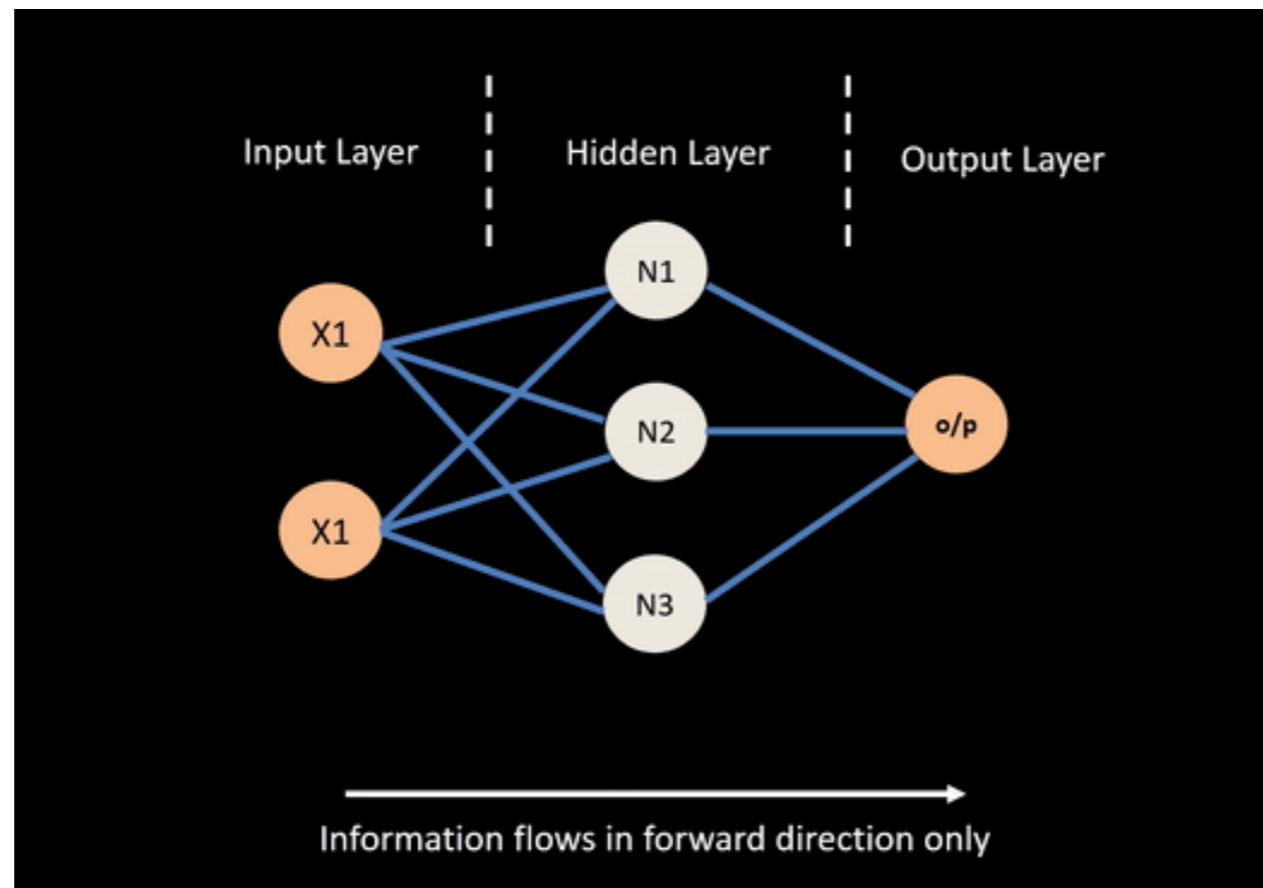 Input Layer
Hidden Layer
Output Layer
N1
X1
N2
o/p
X1
N3
Information flows in forward direction only